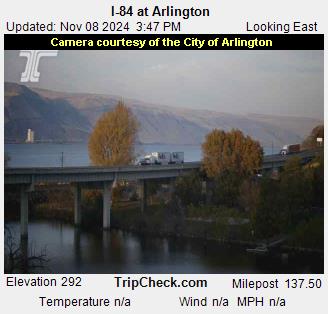 I-84 at Arlington
Updated: Nov 08 2024 3:47 PM Looking East
Camera courtesy of the City of Arlington
Elevation 292 TripCheck.com Milepost 137.50
Temperature n/a Wind n/a MPH n/a